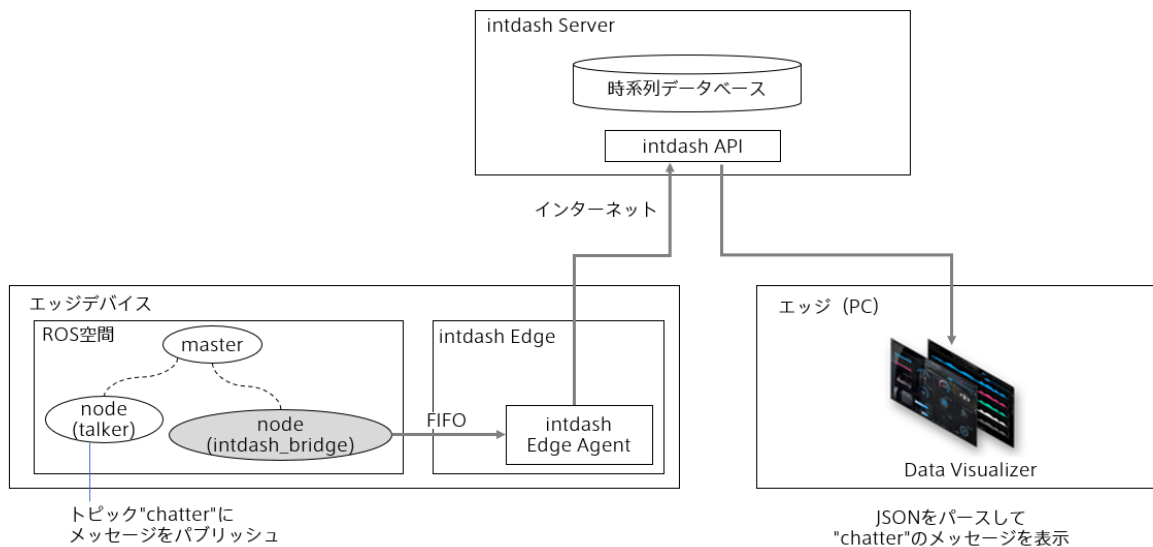 intdash Server
時系列データベース
intdash API
インターネット
エッジデバイス
ROS空間
master
node
(talker)
node
(intdash_bridge)
FIFO
intdash Edge
intdash
Edge Agent
エッジ（PC）
Data Visualizer
トピック"chatter"に
メッセージをパブリッシュ
JSONをパースして
"chatter"のメッセージを表示